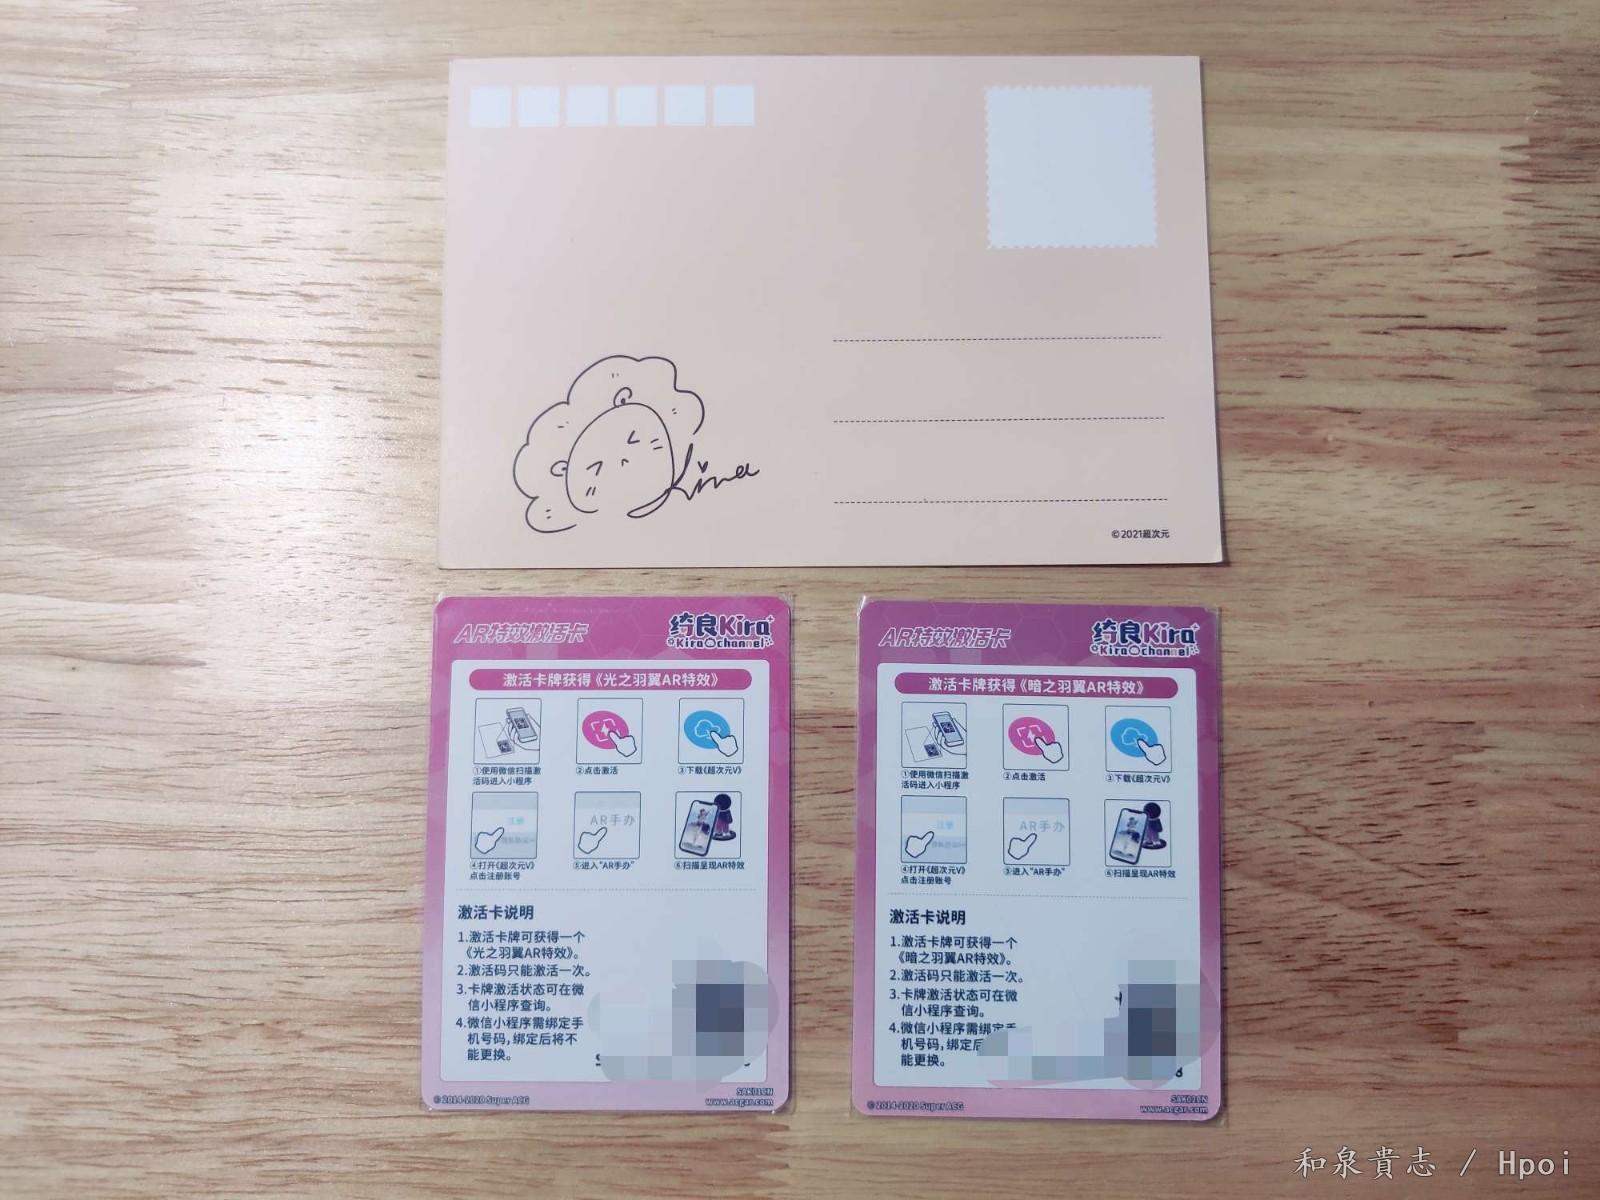 Kira
©2021超次元
AR特效激活卡
绮良Kira
Kira channel
激活卡牌获得《光之羽翼AR特效》
①使用微信扫描激
活码进入小程序
②点击激活
③下载《超次元V》
注册
AR手办
④打开《超次元V》
点击注册账号
⑤进入“AR手办”
⑥扫描呈现AR特效
激活卡说明
1.激活卡牌可获得一个
《光之羽翼AR特效》。
2.激活码只能激活一次。
3.卡牌激活状态可在微
信小程序查询。
4.微信小程序需绑定手
机号码,绑定后将不
能更换。
© 2014-2020 Super ACG
SAK01CN
www.acgar.com
AR特效激活卡
绮良Kira
Kira channel
激活卡牌获得《暗之羽翼AR特效》
①使用微信扫描激
活码进入小程序
②点击激活
③下载《超次元V》
注册
AR手办
④打开《超次元V》
点击注册账号
⑤进入“AR手办”
⑥扫描呈现AR特效
激活卡说明
1.激活卡牌可获得一个
《暗之羽翼AR特效》。
2.激活码只能激活一次。
3.卡牌激活状态可在微
信小程序查询。
4.微信小程序需绑定手
机号码,绑定后
能更换。
8
© 2014-2020 Super ACG
SAK01CN
www.acgar.com
和泉貴志 / Hpoi